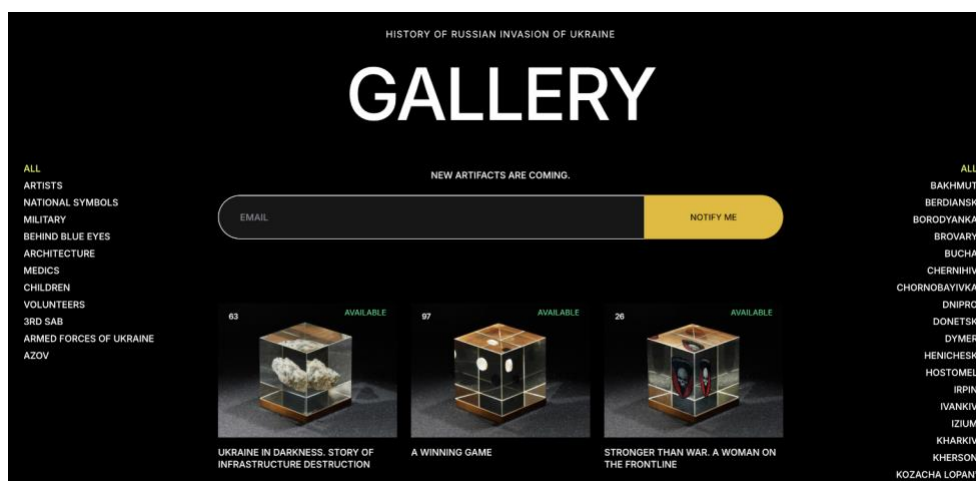 HISTORY OF RUSSIAN INVASION OF UKRAINE
GALLERY
ALL
ARTISTS
NATIONAL SYMBOLS
MILITARY
BEHIND BLUE EYES
ARCHITECTURE
MEDICS
CHILDREN
VOLUNTEERS
3RD SAB
ARMED FORCES OF UKRAINE
AZOV
NEW ARTIFACTS ARE COMING.
EMAIL
NOTIFY ME
63
AVAILABLE
UKRAINE IN DARKNESS. STORY OF
INFRASTRUCTURE DESTRUCTION
97
AVAILABLE
A WINNING GAME
26
AVAILABLE
STRONGER THAN WAR. A WOMAN ON
THE FRONTLINE
ALL
BAKHMUT
BERDIANSK
BORODYANKA
BROVARY
BUCHA
CHERNIHIV
CHORNOBAYIVKA
DNIPRO
DONETSK
DYMER
HENICHESK
HOSTOMEL
IRPIN
IVANKIV
IZIUM
KHARKIV
KHERSON
KOZACHA LOPAN